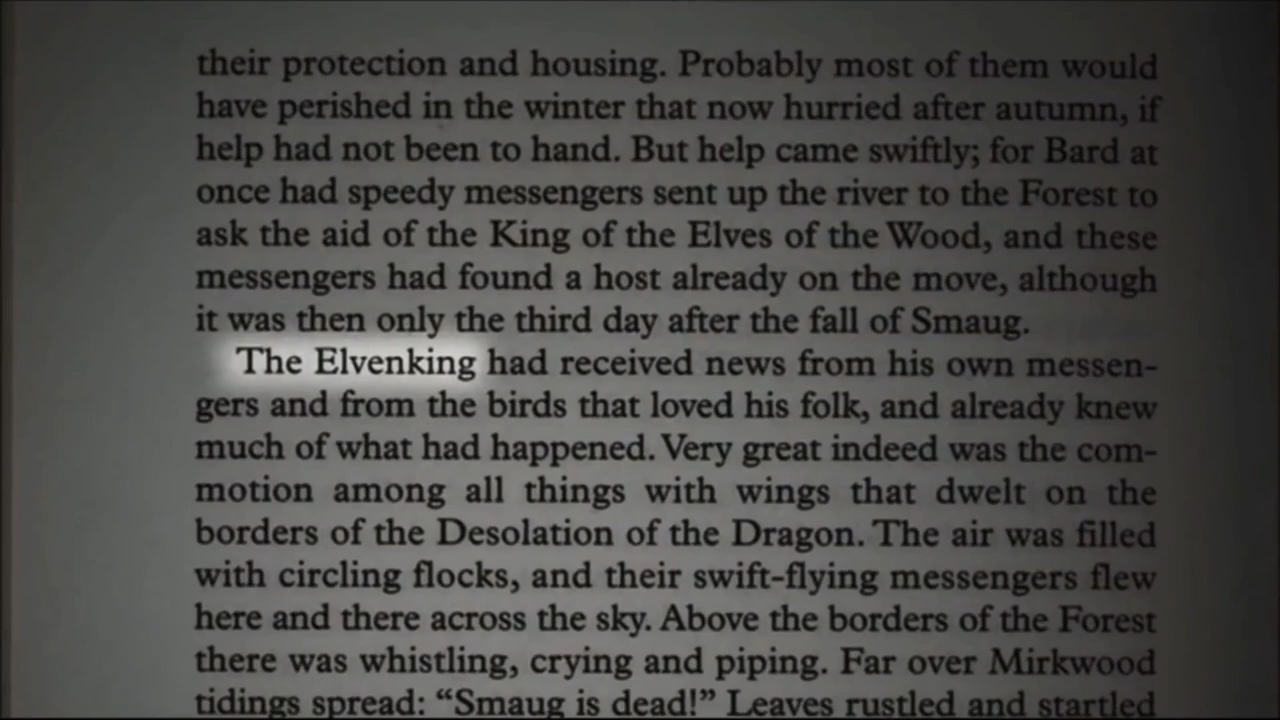 their protection and housing. Probably most of them would
have perished in the winter that now hurried after autumn, if
help had not been to hand. But help came swiftly; for Bard at
once had speedy messengers sent up the river to the Forest to
ask the aid of the King of the Elves of the Wood, and these
messengers had found a host already on the move, although
it was then only the third day after the fall of Smaug.
The Elvenking had received news from his own messen-
gers and from the birds that loved his folk, and already knew
much of what had happened. Very great indeed was the com-
motion among all things with wings that dwelt on the
borders of the Desolation of the Dragon. The air was filled
with circling flocks, and their swift-flying messengers flew
here and there across the sky. Above the borders of the Forest
there was whistling, crying and piping. Far over Mirkwood
tidings spread: “Smaug is dead!” Leaves rustled and startled